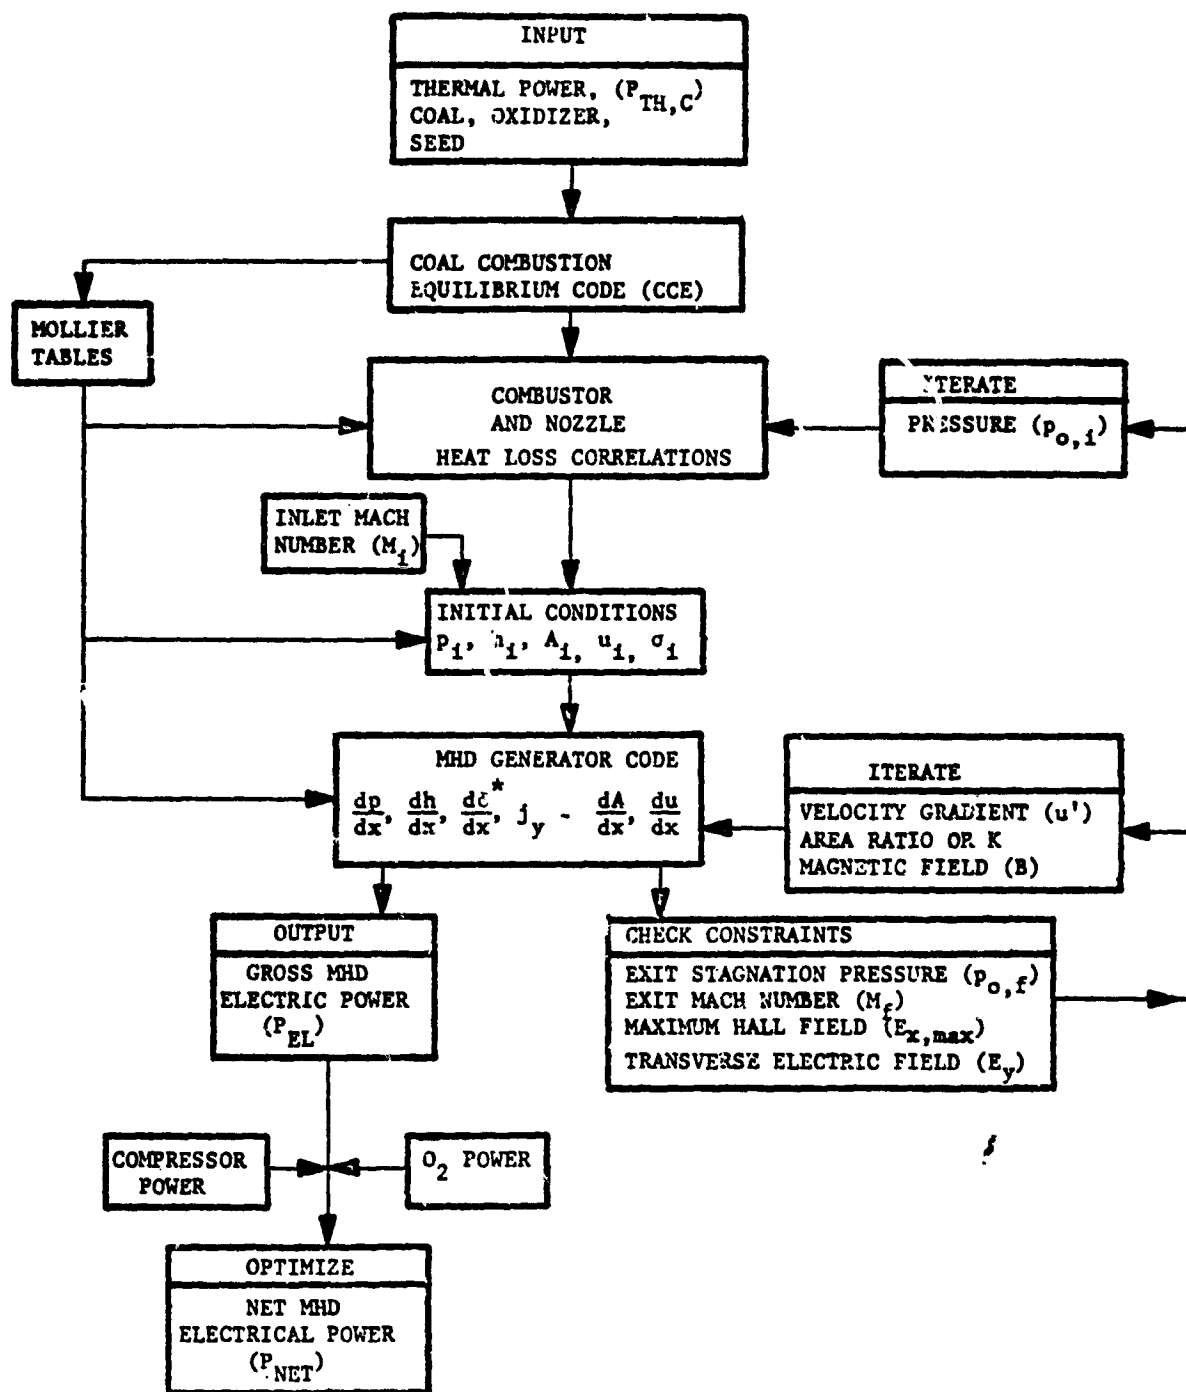 INPUT
THERMAL POWER, (P_TH,C)
COAL, OXIDIZER,
SEED
COAL COMBUSTION
EQUILIBRIUM CODE (CCE)
MOLLIER
TABLES
COMBUSTOR
AND NOZZLE
HEAT LOSS CORRELATIONS
ITERATE
PRESSURE (p_o,i)
INLET MACH
NUMBER (M_i)
INITIAL CONDITIONS
p_i, h_i, A_i, u_i, σ_i
MHD GENERATOR CODE
dp/dx, dh/dx, dδ*/dx, j_y - dA/dx, du/dx
ITERATE
VELOCITY GRADIENT (u')
AREA RATIO OR K
MAGNETIC FIELD (B)
OUTPUT
GROSS MHD
ELECTRIC POWER
(P_EL)
CHECK CONSTRAINTS
EXIT STAGNATION PRESSURE (p_o,f)
EXIT MACH NUMBER (M_f)
MAXIMUM HALL FIELD (E_x,max)
TRANSVERSE ELECTRIC FIELD (E_y)
COMPRESSOR
POWER
O_2 POWER
OPTIMIZE
NET MHD
ELECTRICAL POWER
(P_NET)